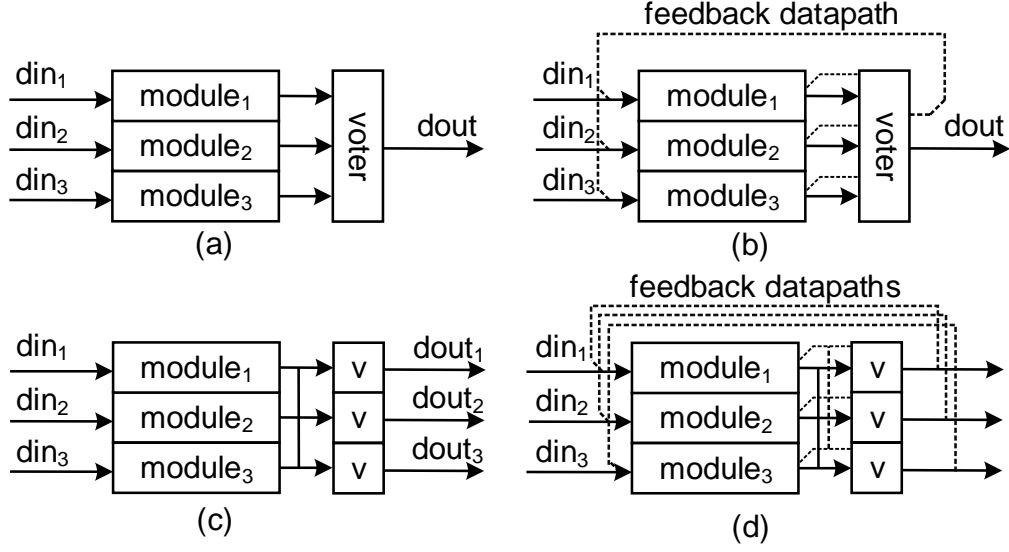 din₁
din₂
din₃
module₁
module₂
module₃
voter
dout
(a)
feedback datapath
din₁
din₂
din₃
module₁
module₂
module₃
voter
dout
(b)
din₁
din₂
din₃
module₁
module₂
module₃
v
v
v
dout₁
dout₂
dout₃
(c)
feedback datapaths
din₁
din₂
din₃
module₁
module₂
module₃
v
v
v
(d)